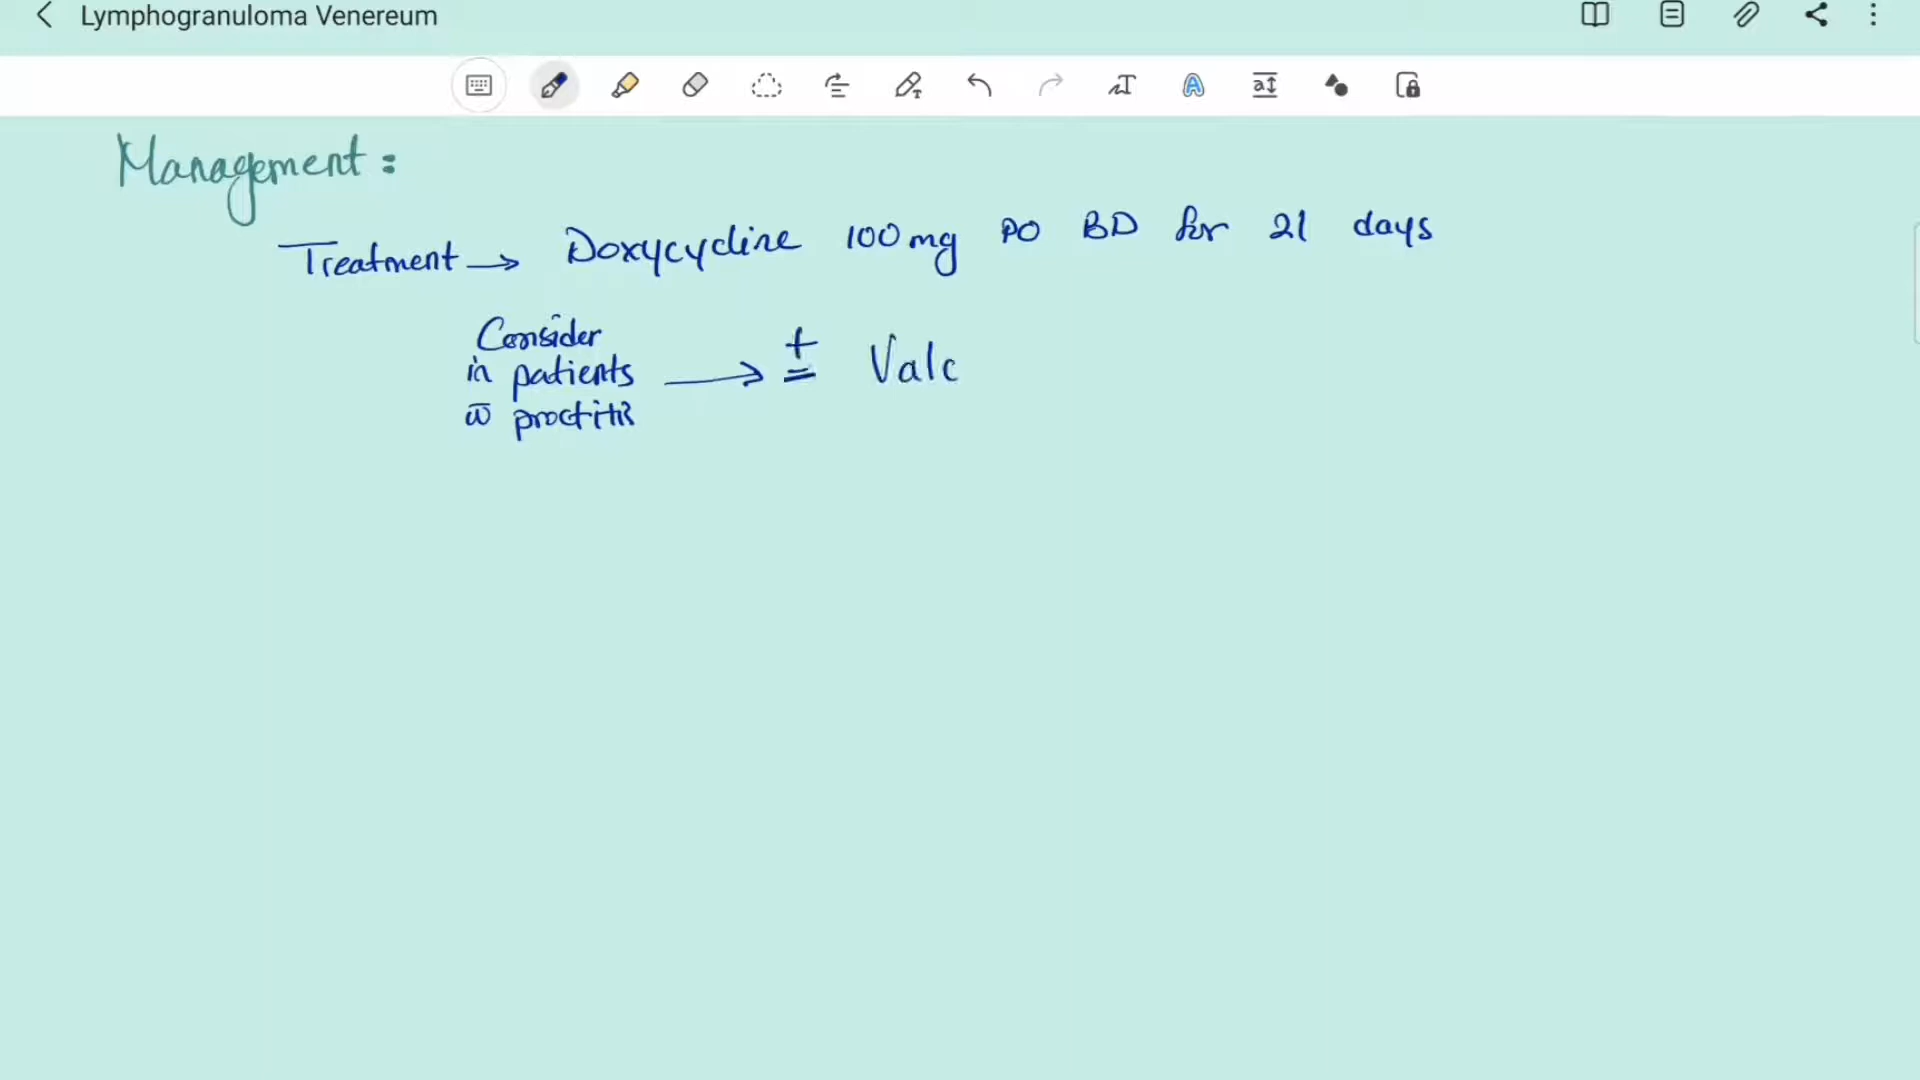 Lymphogranuloma Venereum
Management :
Treatment → Doxycycline 100 mg PO BD for 21 days
Consider
in patients → ± Valc
w̄ proctitis